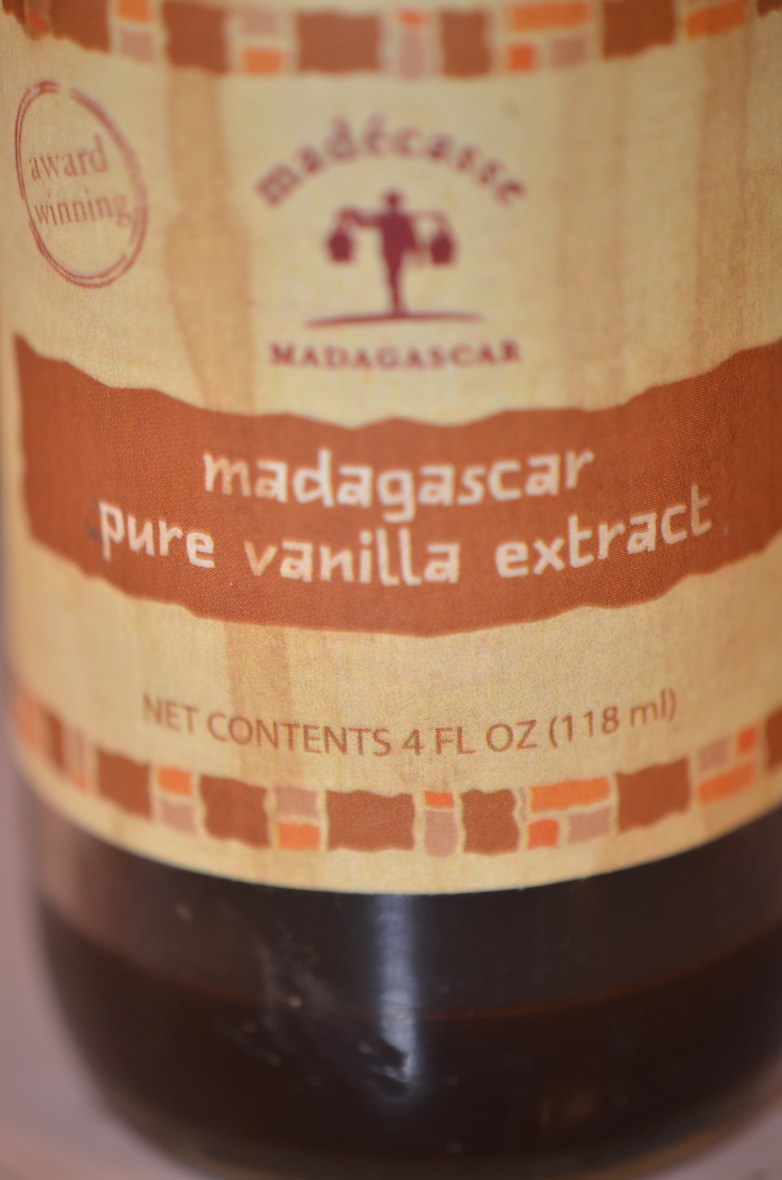 award
winning
madécasse
MADAGASCAR
madagascar
pure vanilla extract
NET CONTENTS 4 FL OZ (118 ml)